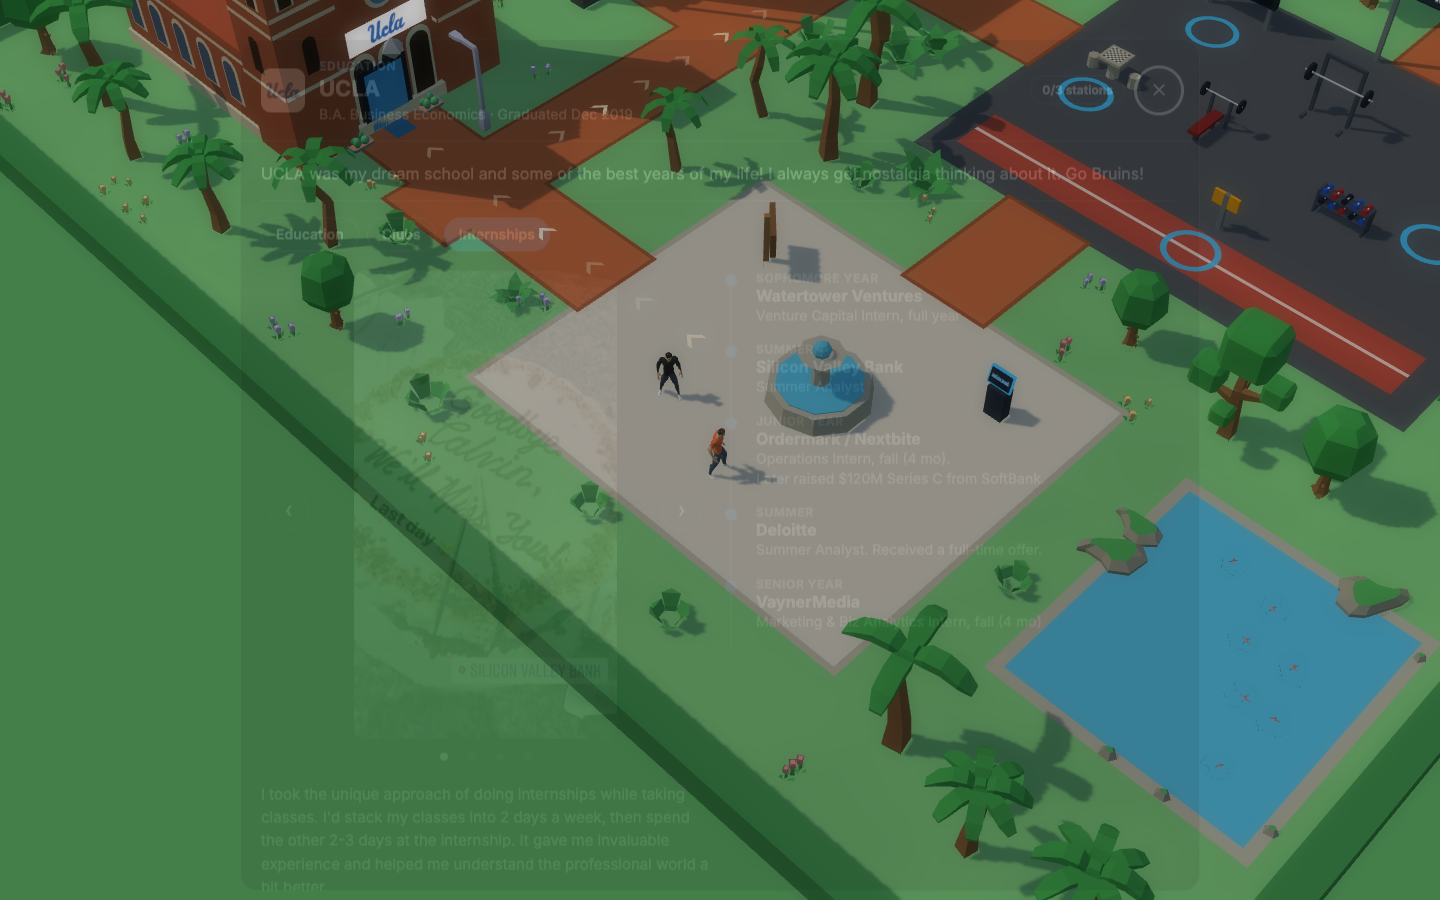 Ucla
EDUCATION
Ucla
UCLA
B.A. Business Economics · Graduated Dec 2019
0/3 stations
UCLA was my dream school and some of the best years of my life! I always get nostalgia thinking about it. Go Bruins!
Education
Clubs
Internships
SOPHOMORE YEAR
Watertower Ventures
Venture Capital Intern, full year
SUMMER
Silicon Valley Bank
Summer Analyst
JUNIOR YEAR
Ordermark / Nextbite
Operations Intern, fall (4 mo).
Later raised $120M Series C from SoftBank
SUMMER
Deloitte
Summer Analyst. Received a full-time offer.
SENIOR YEAR
VaynerMedia
Marketing & Biz Analytics Intern, fall (4 mo)
Goodbye
We'll Miss
You!
Last day
SILICON VALLEY BANK
I took the unique approach of doing internships while taking
classes. I'd stack my classes into 2 days a week, then spend
the other 2-3 days at the internship. It gave me invaluable
experience and helped me understand the professional world a
bit better.